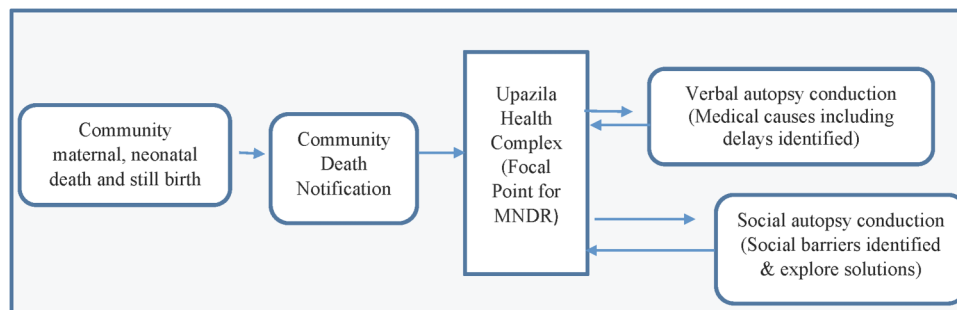 Community
maternal, neonatal
death and still birth
Community
Death
Notification
Upazila
Health
Complex
(Focal
Point for
MNDR)
Verbal autopsy conduction
(Medical causes including
delays identified)
Social autopsy conduction
(Social barriers identified
& explore solutions)